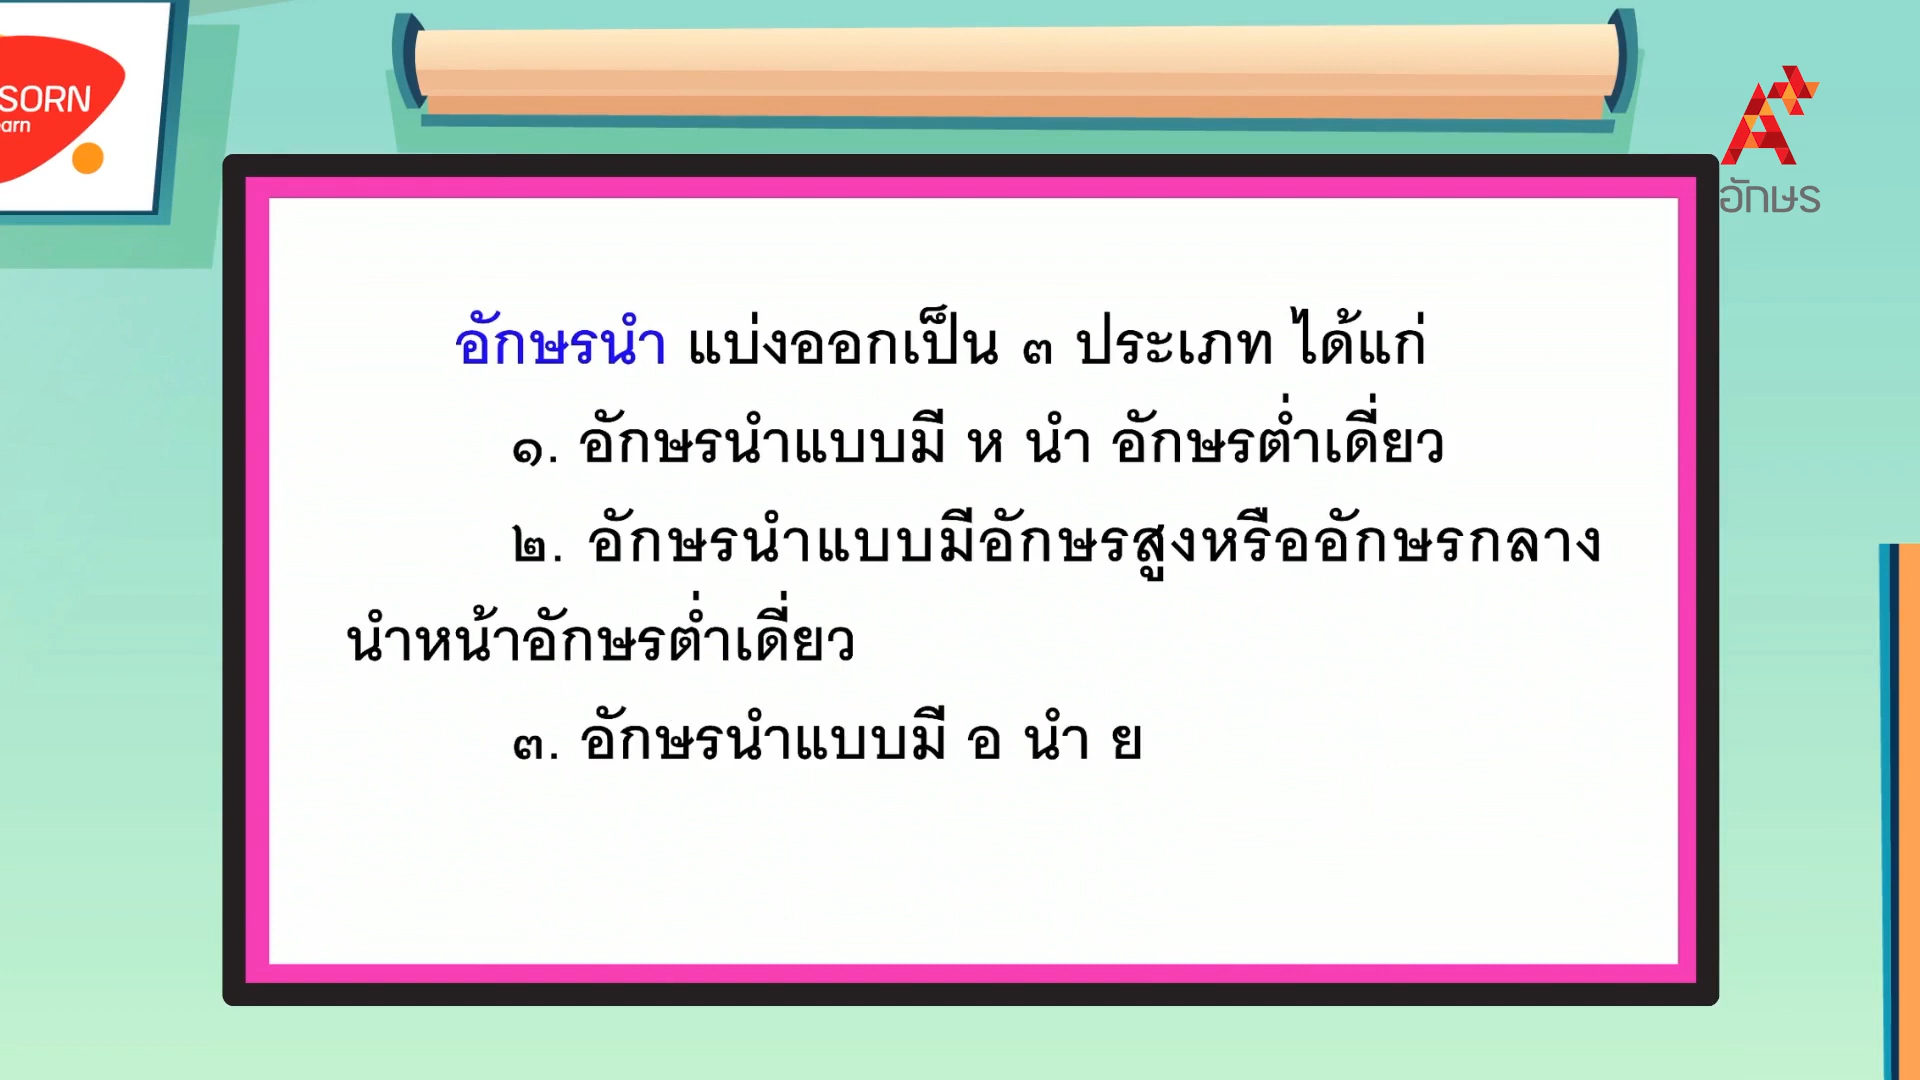 SORN
earn
อักษร
อักษรนำ แบ่งออกเป็น ๓ ประเภท ได้แก่
๑. อักษรนำแบบมี ห นำ อักษรต่ำเดี่ยว
๒. อักษรนำแบบมีอักษรสูงหรืออักษรกลาง
นำหน้าอักษรต่ำเดี่ยว
๓. อักษรนำแบบมี อ นำ ย